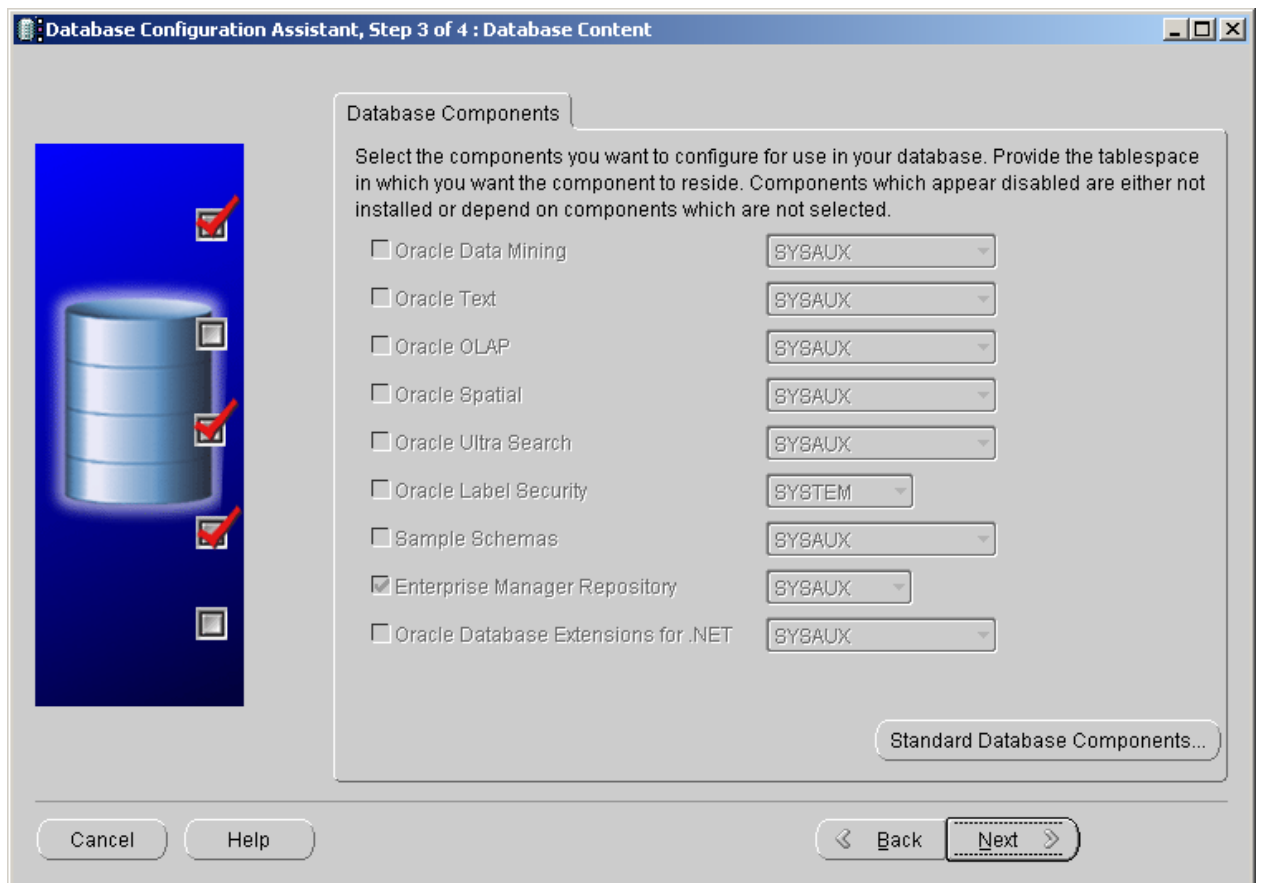 Database Configuration Assistant, Step 3 of 4 : Database Content
Database Components
Select the components you want to configure for use in your database. Provide the tablespace
in which you want the component to reside. Components which appear disabled are either not
installed or depend on components which are not selected.
Oracle Data Mining SYSAUX
Oracle Text SYSAUX
Oracle OLAP SYSAUX
Oracle Spatial SYSAUX
Oracle Ultra Search SYSAUX
Oracle Label Security SYSTEM
Sample Schemas SYSAUX
Enterprise Manager Repository SYSAUX
Oracle Database Extensions for .NET SYSAUX
Standard Database Components...
Cancel Help Back Next